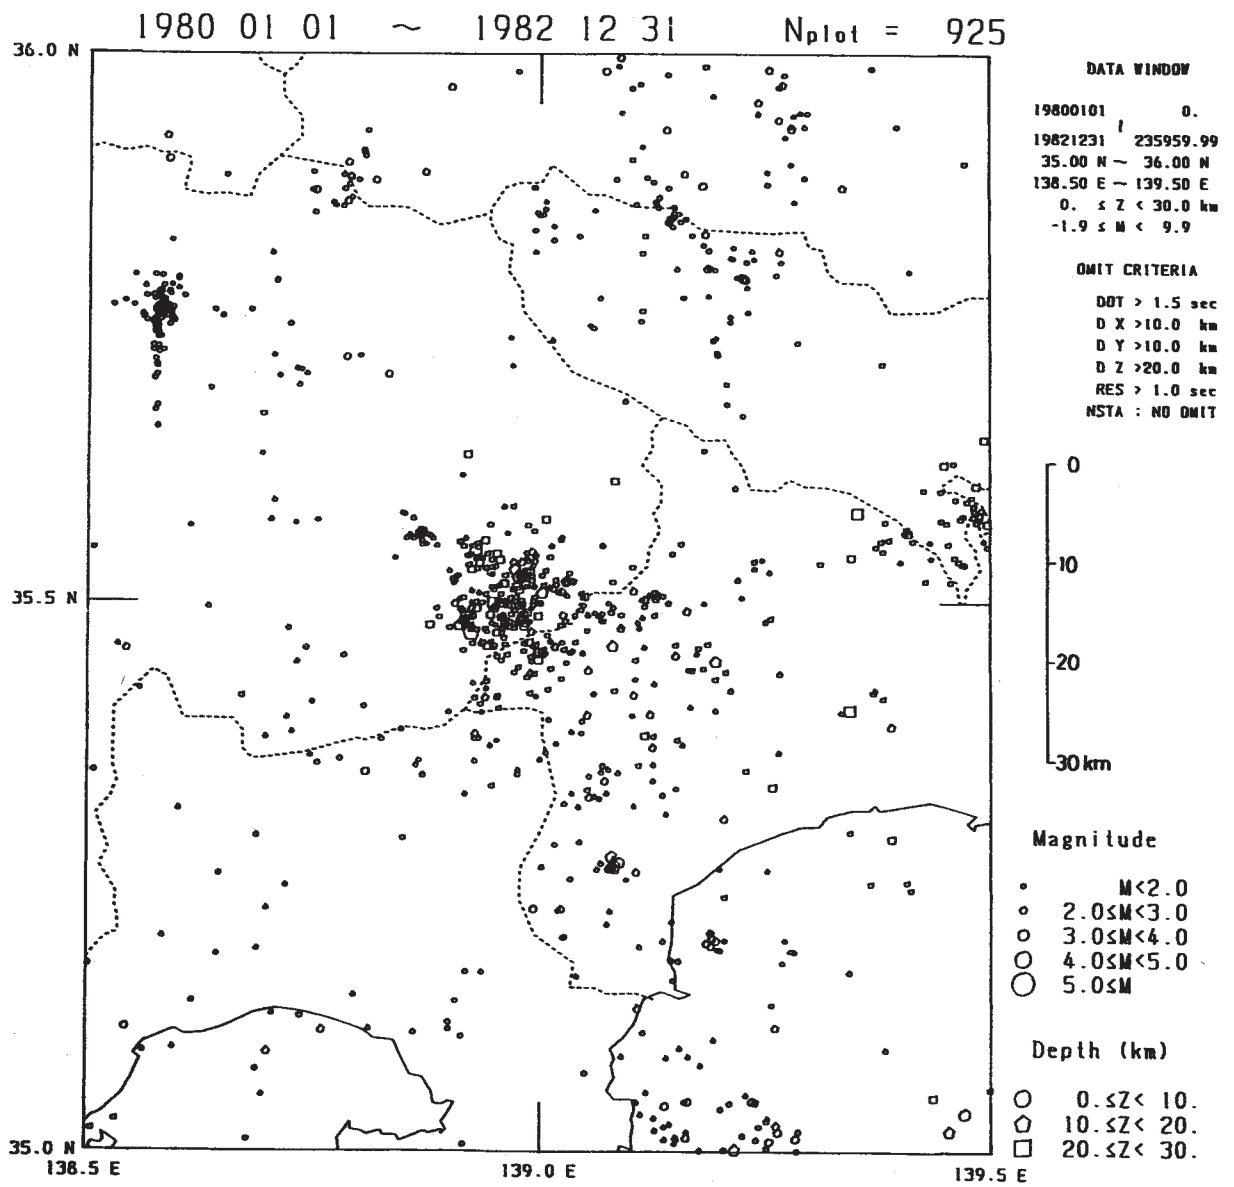 1980 01 01 ~ 1982 12 31 Nplot = 925
36.0 N
35.5 N
35.0 N
138.5 E
139.0 E
139.5 E
DATA WINDOW
19800101 0.
~
19821231 235959.99
35.00 N ~ 36.00 N
138.50 E ~ 139.50 E
0. ≤ Z < 30.0 km
-1.9 ≤ M < 9.9
OMIT CRITERIA
DOT > 1.5 sec
D X >10.0 km
D Y >10.0 km
D Z >20.0 km
RES > 1.0 sec
NSTA : NO OMIT
0
10
20
30km
Magnitude
M<2.0
2.0≤M<3.0
3.0≤M<4.0
4.0≤M<5.0
5.0≤M
Depth (km)
0.≤Z< 10.
10.≤Z< 20.
20.≤Z< 30.